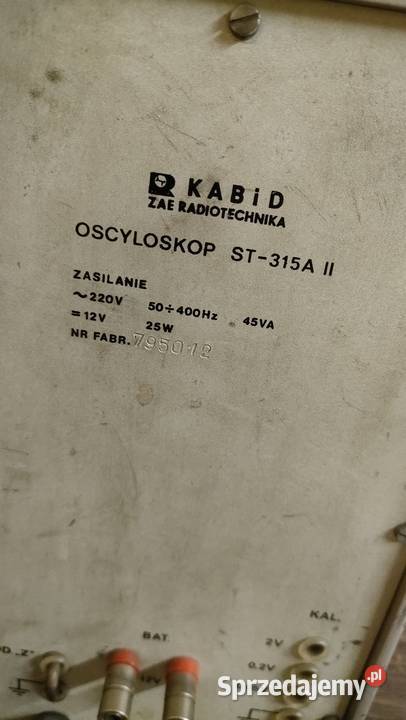 KABiD
ZAE RADIOTECHNIKA
OSCYLOSKOP ST-315A II
ZASILANIE
~220V 50÷400Hz 45VA
=12V 25W
NR FABR. 795012
KAL.
BAT.
2V
D. „Z”
0.2V
12V
Sprzedajemy.pl